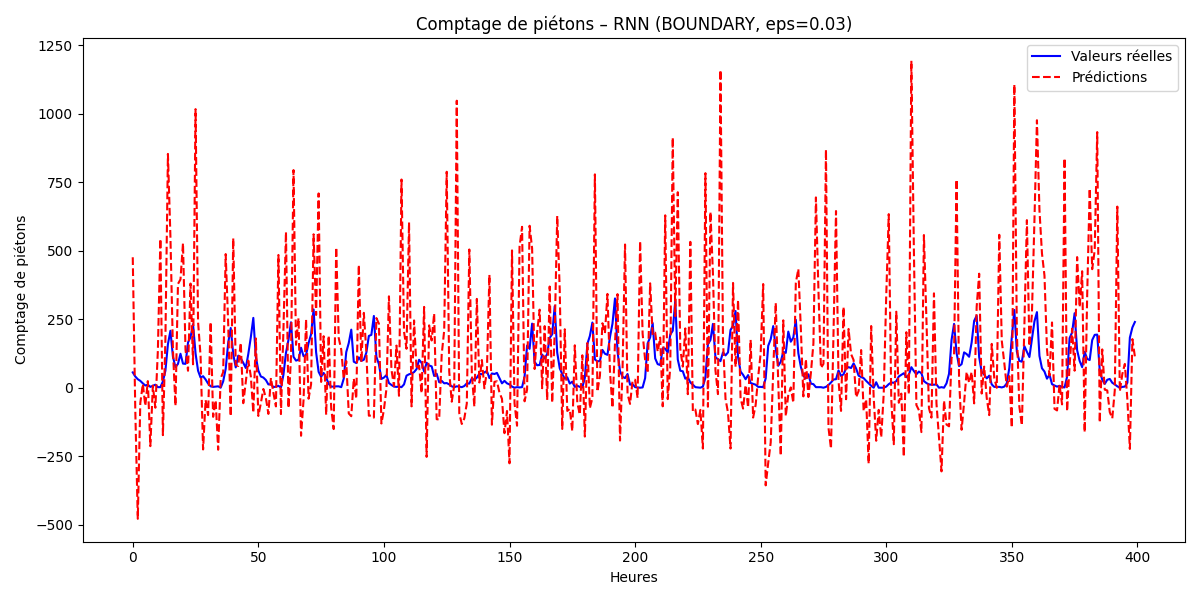 Comptage de piétons – RNN (BOUNDARY, eps=0.03)
Valeurs réelles
Prédictions
Comptage de piétons
1250
1000
750
500
250
0
−250
−500
0 50 100 150 200 250 300 350 400
Heures